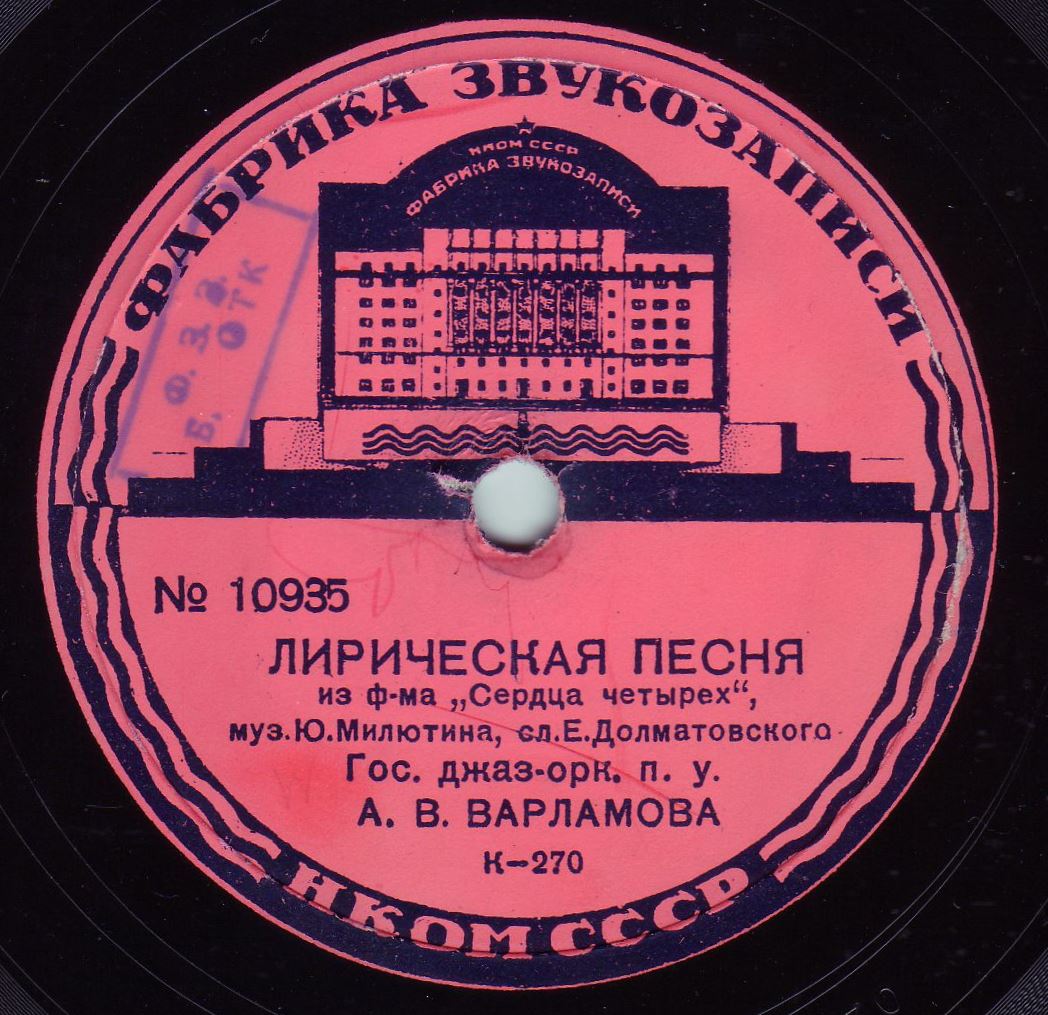 ФАБРИКА ЗВУКОЗАПИСИ
НКОМ СССР
ФАБРИКА ЗВУКОЗАПИСИ
Б. Ф. З. З.
ОТК
№ 10935
ЛИРИЧЕСКАЯ ПЕСНЯ
из ф-ма „Сердца четырех“,
муз.Ю.Милютина, сл.Е.Долматовского
Гос. джаз-орк. п. у.
А. В. ВАРЛАМОВА
К-270
НКОМ СССР